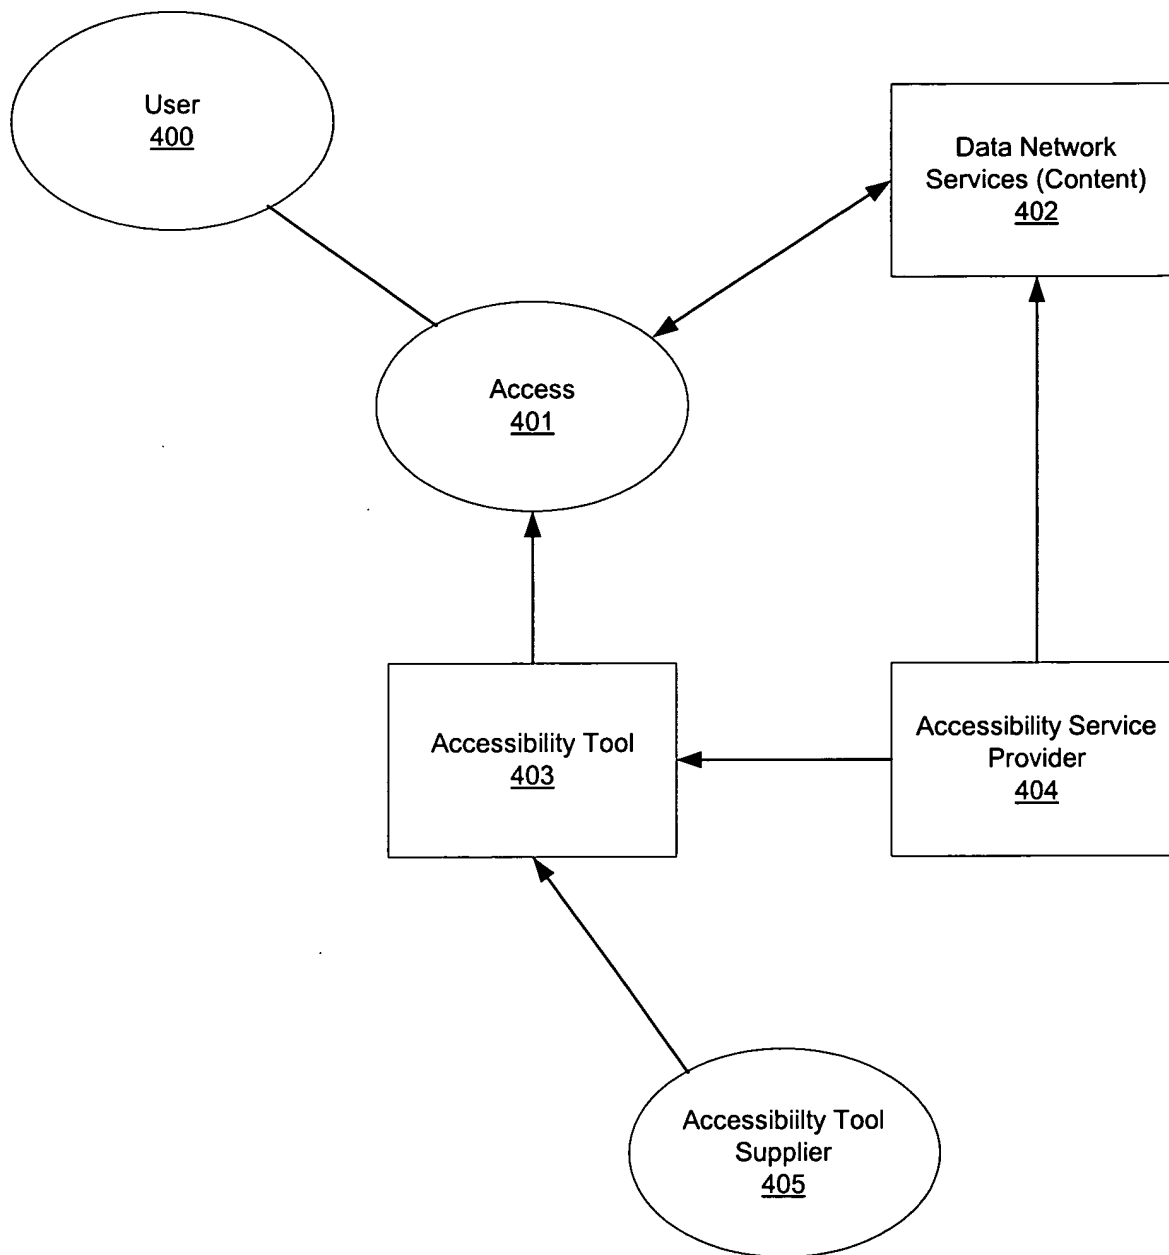 User
400
Data Network
Services (Content)
402
Access
401
Accessibility Tool
403
Accessibility Service
Provider
404
Accessibiilty Tool
Supplier
405